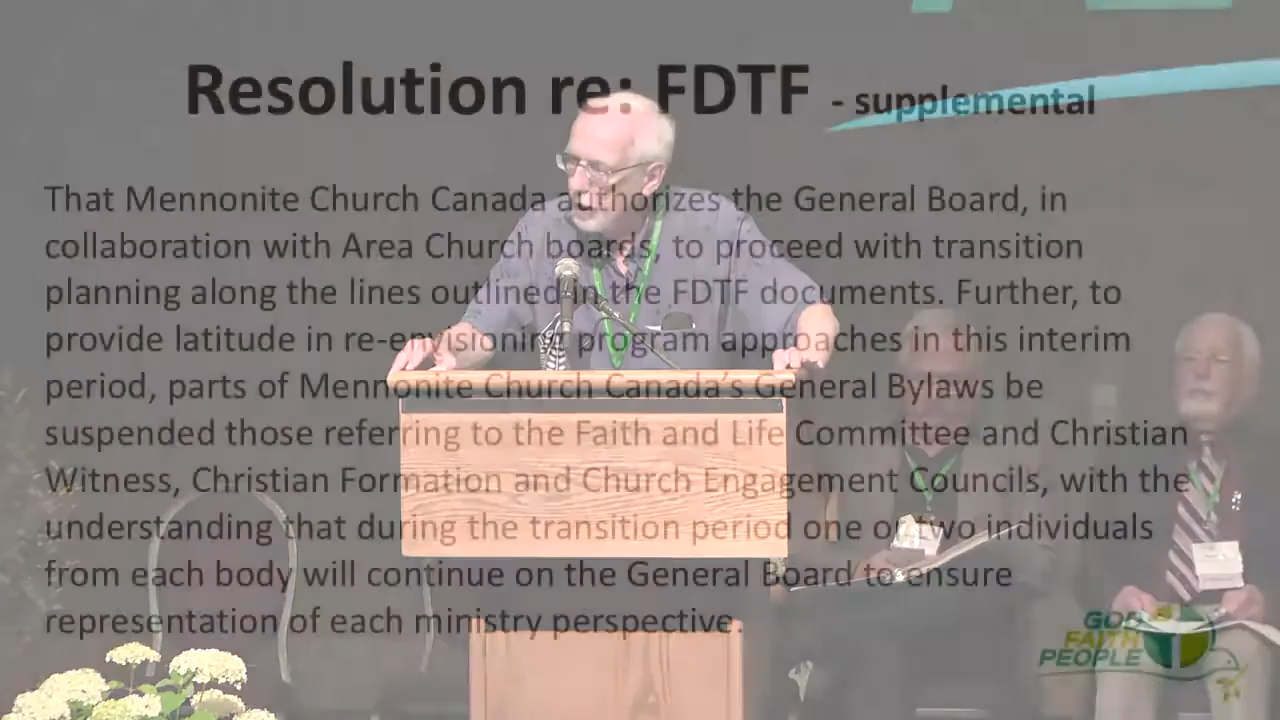 Resolution re: FDTF - supplemental
That Mennonite Church Canada authorizes the General Board, in
collaboration with Area Church boards, to proceed with transition
planning along the lines outlined in the FDTF documents. Further, to
provide latitude in re-envisioning program approaches in this interim
period, parts of Mennonite Church Canada's General Bylaws be
suspended those referring to the Faith and Life Committee and Christian
Witness, Christian Formation and Church Engagement Councils, with the
understanding that during the transition period one or two individuals
from each body will continue on the General Board to ensure
representation of each ministry perspective.
GOD
FAITH
PEOPLE